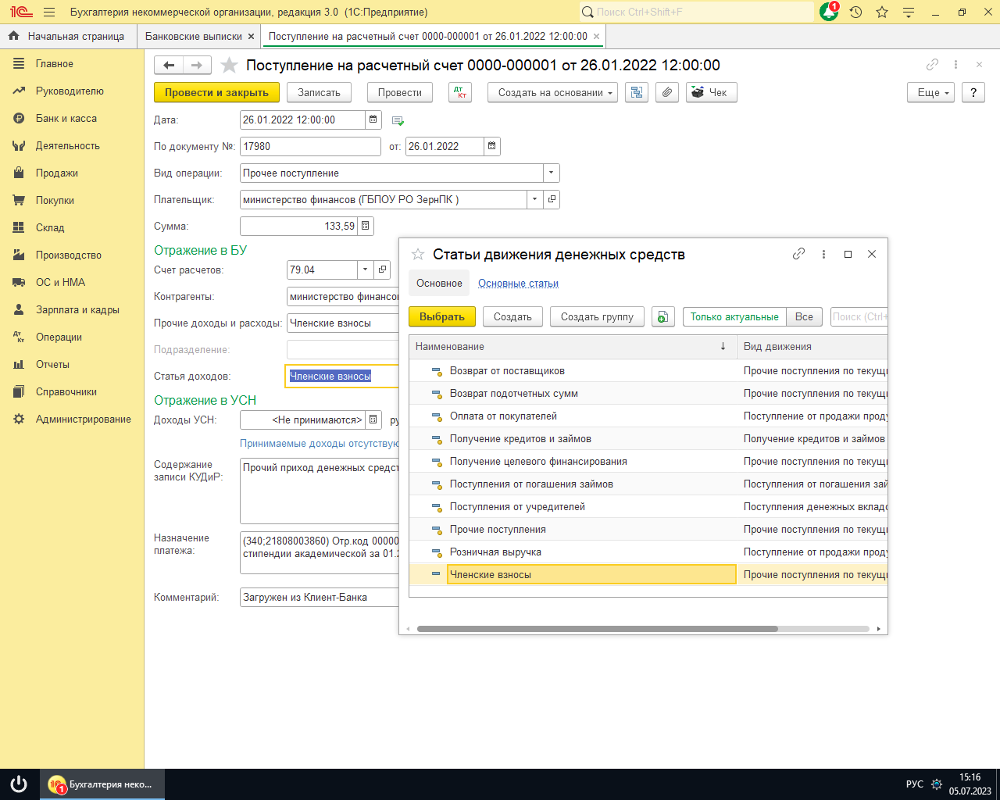 Бухгалтерия некоммерческой организации, редакция 3.0 (1С:Предприятие)
Поиск Ctrl+Shift+F
1
Начальная страница
Банковские выписки ×
Поступление на расчетный счет 0000-000001 от 26.01.2022 12:00:00 ×
Главное
Руководителю
Банк и касса
Деятельность
Продажи
Покупки
Склад
Производство
ОС и НМА
Зарплата и кадры
Операции
Отчеты
Справочники
Администрирование
Поступление на расчетный счет 0000-000001 от 26.01.2022 12:00:00
Провести и закрыть
Записать
Провести
Дт Кт
Создать на основании
Чек
Еще
?
Дата:
26.01.2022 12:00:00
По документу №:
17980
от:
26.01.2022
Вид операции:
Прочее поступление
Плательщик:
министерство финансов (ГБПОУ РО ЗернПК )
Сумма:
133,59
Отражение в БУ
Счет расчетов:
79.04
Контрагенты:
министерство финансо
Прочие доходы и расходы:
Членские взносы
Подразделение:
Статья доходов:
Членские взносы
Отражение в УСН
Доходы УСН:
<Не принимаются>
ру
Принимаемые доходы отсутствую
Содержание
записи КУДиР:
Прочий приход денежных средст
Назначение
платежа:
(340;21808003860) Отр.код 00000
стипендии академической за 01.2
Комментарий:
Загружен из Клиент-Банка
Статьи движения денежных средств
Основное
Основные статьи
Выбрать
Создать
Создать группу
Только актуальные
Все
Поиск (Ctrl+
Наименование ↓
Вид движения
Возврат от поставщиков
Прочие поступления по текущи
Возврат подотчетных сумм
Прочие поступления по текущи
Оплата от покупателей
Поступление от продажи проду
Получение кредитов и займов
Получение кредитов и займов
Получение целевого финансирования
Прочие поступления по текущи
Поступления от погашения займов
Поступления от погашения зай
Поступления от учредителей
Поступления денежных вкладо
Прочие поступления
Прочие поступления по текущи
Розничная выручка
Поступление от продажи проду
Членские взносы
Прочие поступления по текущи
1
Бухгалтерия неко...
РУС
15:16
05.07.2023